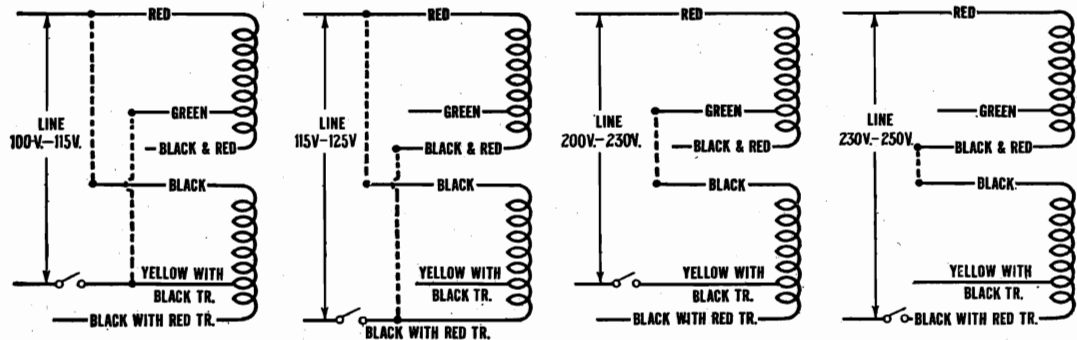 RED
GREEN
LINE
100V.-115V.
BLACK & RED
BLACK
YELLOW WITH
BLACK TR.
BLACK WITH RED TR.
RED
GREEN
LINE
115V-125V
BLACK & RED
BLACK
YELLOW WITH
BLACK TR.
BLACK WITH RED TR.
RED
GREEN
LINE
200V.-230V.
BLACK & RED
BLACK
YELLOW WITH
BLACK TR.
BLACK WITH RED TR.
RED
GREEN
LINE
230V.-250V.
BLACK & RED
BLACK
YELLOW WITH
BLACK TR.
BLACK WITH RED TR.